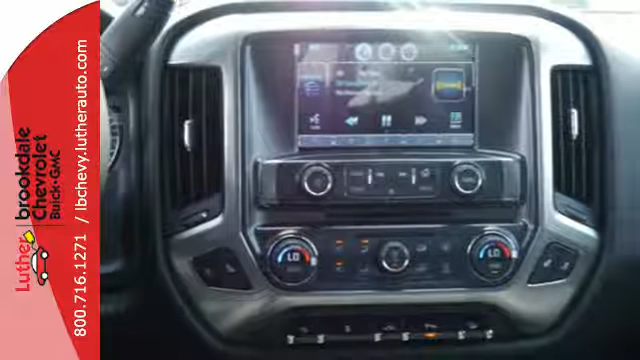 Luther brookdale
Chevrolet
Buick•GMC
800.716.1271 / lbchevy.lutherauto.com
LO
LO